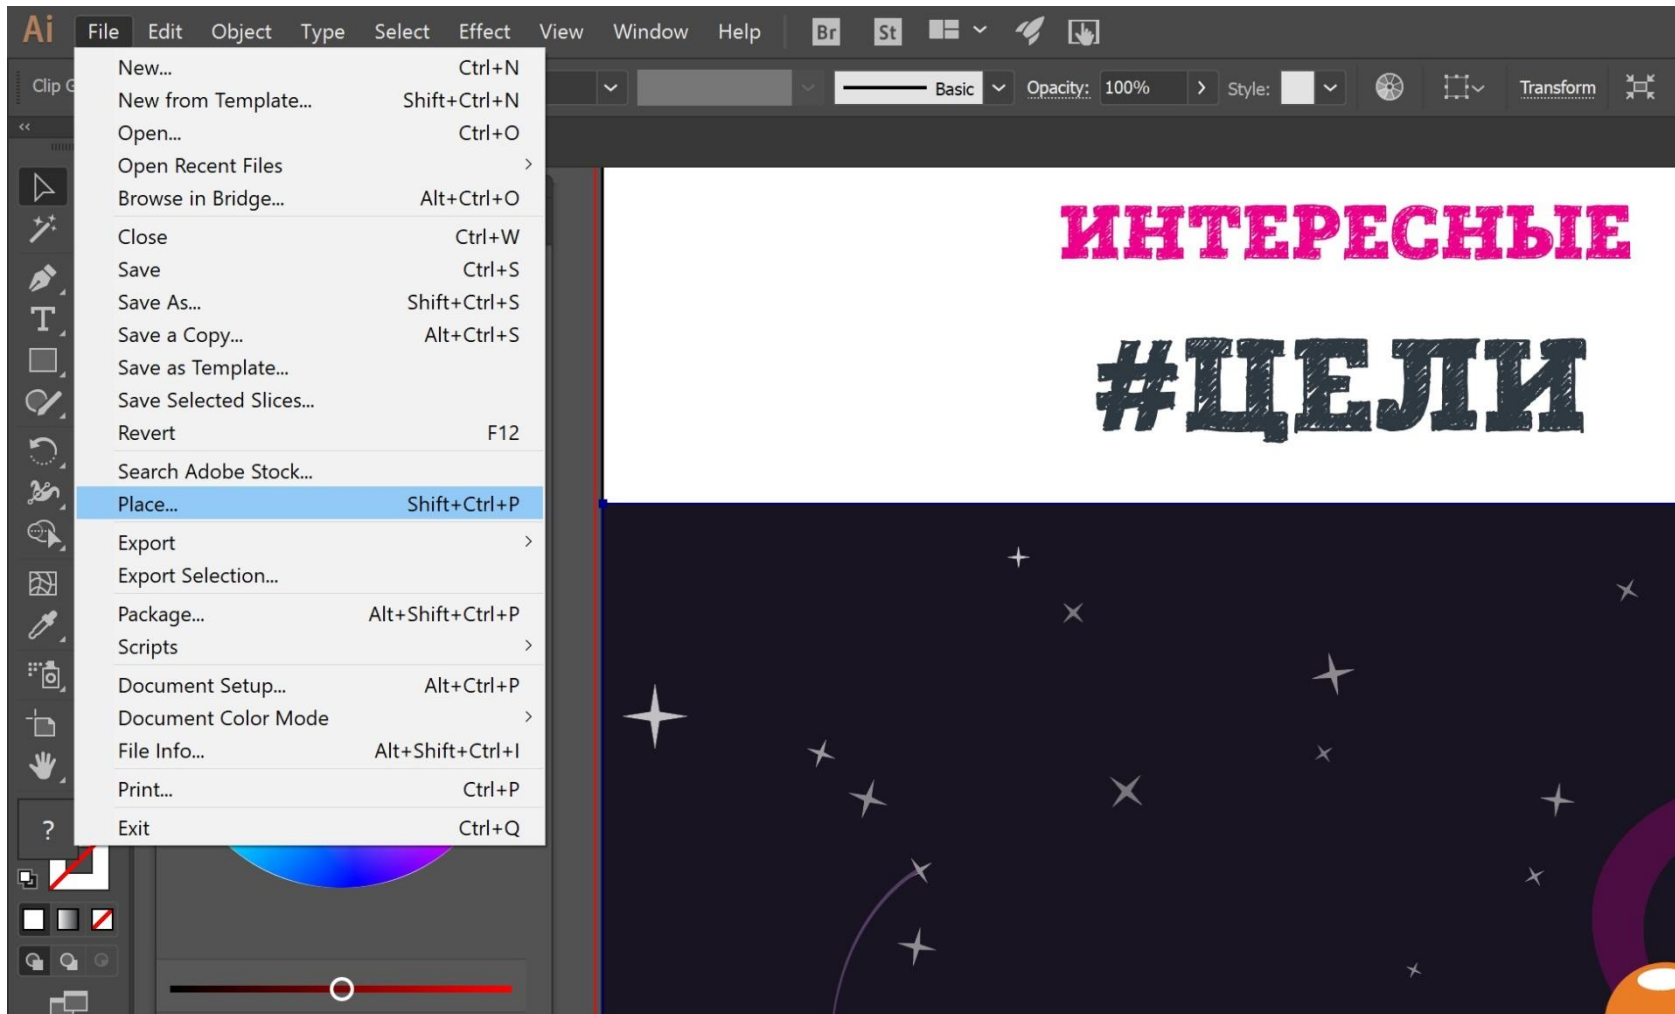 Ai File Edit Object Type Select Effect View Window Help Br St
Clip G Basic Opacity: 100% Style: Transform
New... Ctrl+N
New from Template... Shift+Ctrl+N
Open... Ctrl+O
Open Recent Files
Browse in Bridge... Alt+Ctrl+O
Close Ctrl+W
Save Ctrl+S
Save As... Shift+Ctrl+S
Save a Copy... Alt+Ctrl+S
Save as Template...
Save Selected Slices...
Revert F12
Search Adobe Stock...
Place... Shift+Ctrl+P
Export
Export Selection...
Package... Alt+Shift+Ctrl+P
Scripts
Document Setup... Alt+Ctrl+P
Document Color Mode
File Info... Alt+Shift+Ctrl+I
Print... Ctrl+P
Exit Ctrl+Q
?
ИНТЕРЕСНЫЕ
#ЦЕЛИ